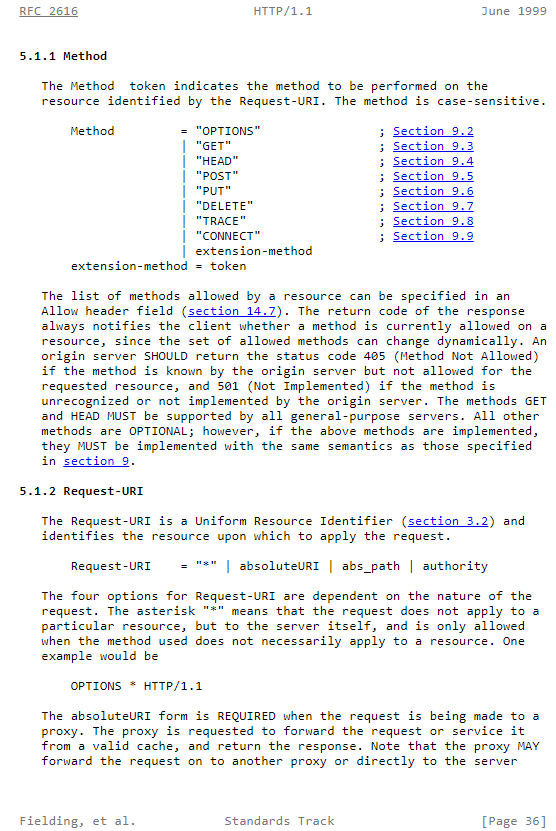 RFC 2616 HTTP/1.1 June 1999
5.1.1 Method
The Method  token indicates the method to be performed on the
resource identified by the Request-URI. The method is case-sensitive.
Method = "OPTIONS" ; Section 9.2
| "GET" ; Section 9.3
| "HEAD" ; Section 9.4
| "POST" ; Section 9.5
| "PUT" ; Section 9.6
| "DELETE" ; Section 9.7
| "TRACE" ; Section 9.8
| "CONNECT" ; Section 9.9
| extension-method
extension-method = token
The list of methods allowed by a resource can be specified in an
Allow header field (section 14.7). The return code of the response
always notifies the client whether a method is currently allowed on a
resource, since the set of allowed methods can change dynamically. An
origin server SHOULD return the status code 405 (Method Not Allowed)
if the method is known by the origin server but not allowed for the
requested resource, and 501 (Not Implemented) if the method is
unrecognized or not implemented by the origin server. The methods GET
and HEAD MUST be supported by all general-purpose servers. All other
methods are OPTIONAL; however, if the above methods are implemented,
they MUST be implemented with the same semantics as those specified
in section 9.
5.1.2 Request-URI
The Request-URI is a Uniform Resource Identifier (section 3.2) and
identifies the resource upon which to apply the request.
Request-URI = "*" | absoluteURI | abs_path | authority
The four options for Request-URI are dependent on the nature of the
request. The asterisk "*" means that the request does not apply to a
particular resource, but to the server itself, and is only allowed
when the method used does not necessarily apply to a resource. One
example would be
OPTIONS * HTTP/1.1
The absoluteURI form is REQUIRED when the request is being made to a
proxy. The proxy is requested to forward the request or service it
from a valid cache, and return the response. Note that the proxy MAY
forward the request on to another proxy or directly to the server
Fielding, et al. Standards Track [Page 36]